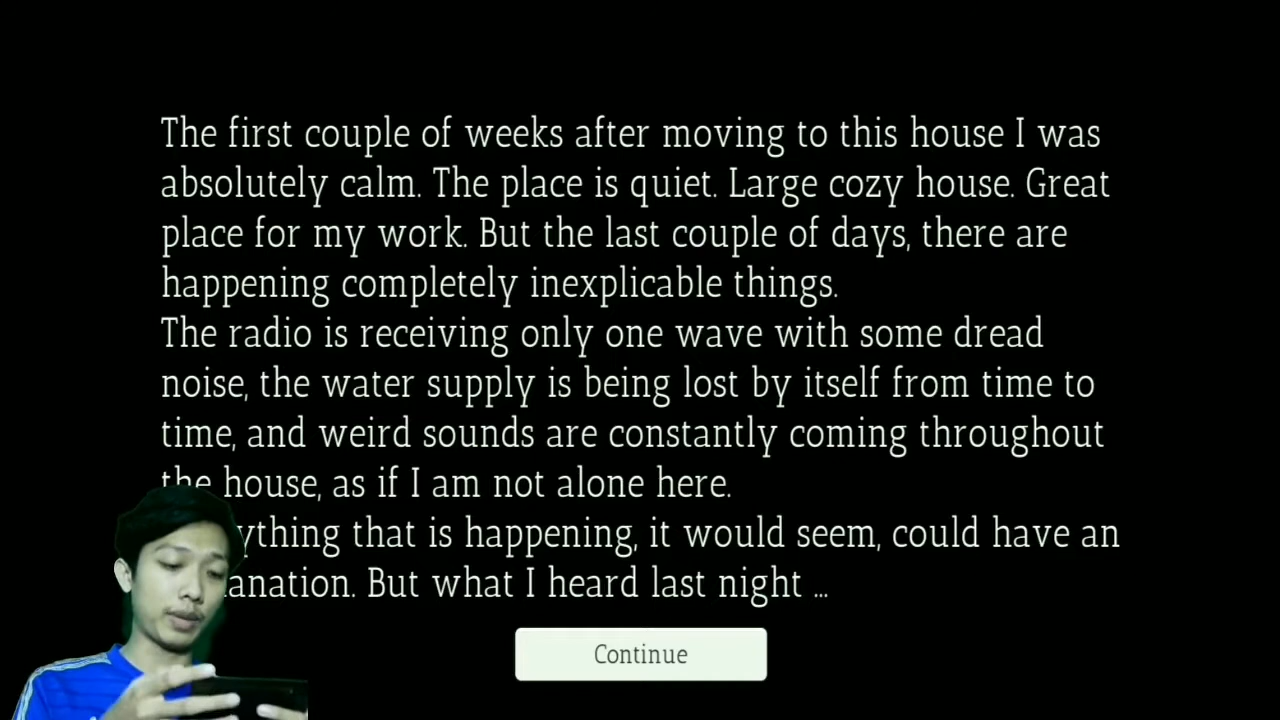 The first couple of weeks after moving to this house I was
absolutely calm. The place is quiet. Large cozy house. Great
place for my work. But the last couple of days, there are
happening completely inexplicable things.
The radio is receiving only one wave with some dread
noise, the water supply is being lost by itself from time to
time, and weird sounds are constantly coming throughout
the house, as if I am not alone here.
that is happening, it would seem, could have an
But what I heard last night ...
Continue